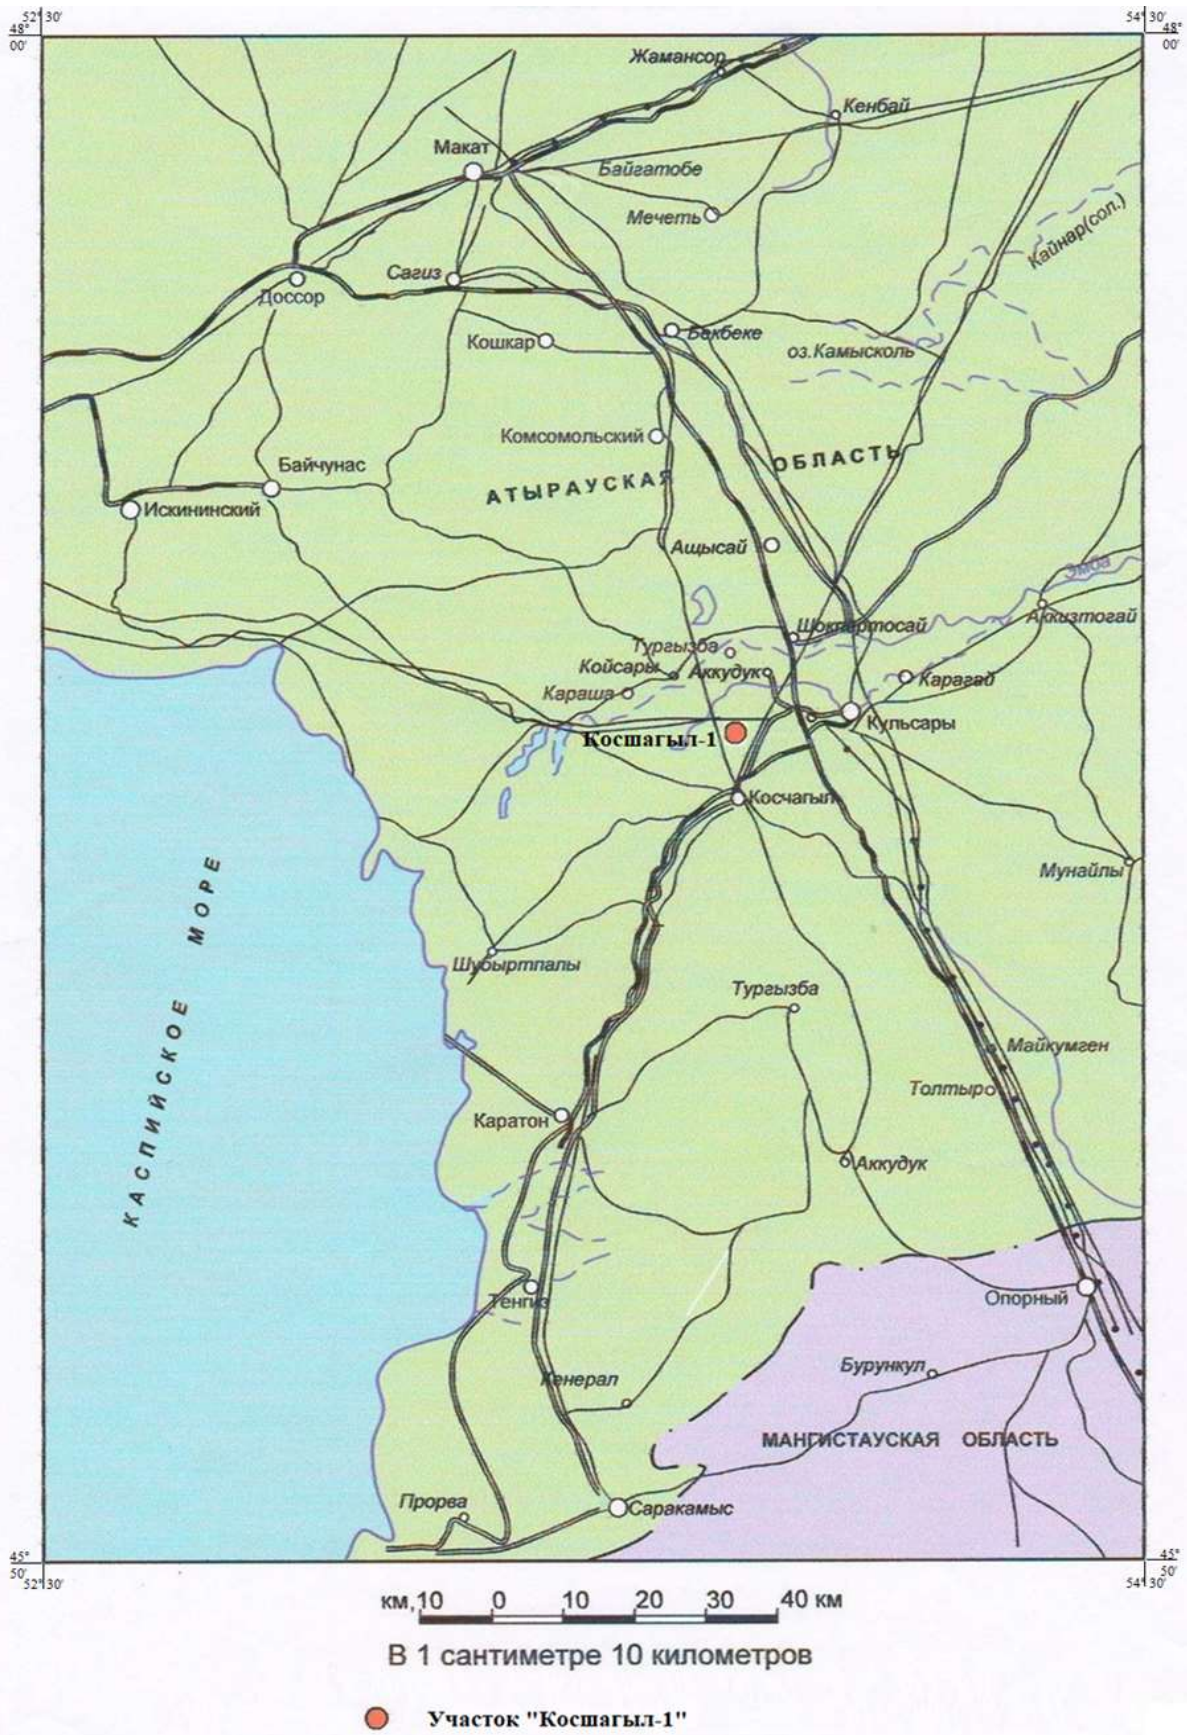 52°30'
54°30'
48°
00'
48°
00'
Жамансор
Кенбай
Макат
Байгатобе
Мечеть
Кайнар(сол.)
Сагиз
Доссор
Бекбеке
Кошкар
оз.Камысколь
Комсомольский
ОБЛАСТЬ
Байчунас
АТЫРАУСКАЯ
Искининский
Ащысай
Эмба
Аккизтогай
Шокпартосай
Тургызба
Койсары
Аккудук
Карагай
Караша
Кульсары
Косшагыл-1
Косчагыл
Мунайлы
КАСПИЙСКОЕ МОРЕ
Шубыртпалы
Тургызба
Майкумген
Толтыр
Каратон
Аккудук
Тенгиз
Опорный
Бурункул
Кенерал
МАНГИСТАУСКАЯ ОБЛАСТЬ
Прорва
Саракамыс
45°
50'
45°
50'
52°30'
54°30'
км,10 0 10 20 30 40 км
В 1 сантиметре 10 километров
Участок "Косшагыл-1"